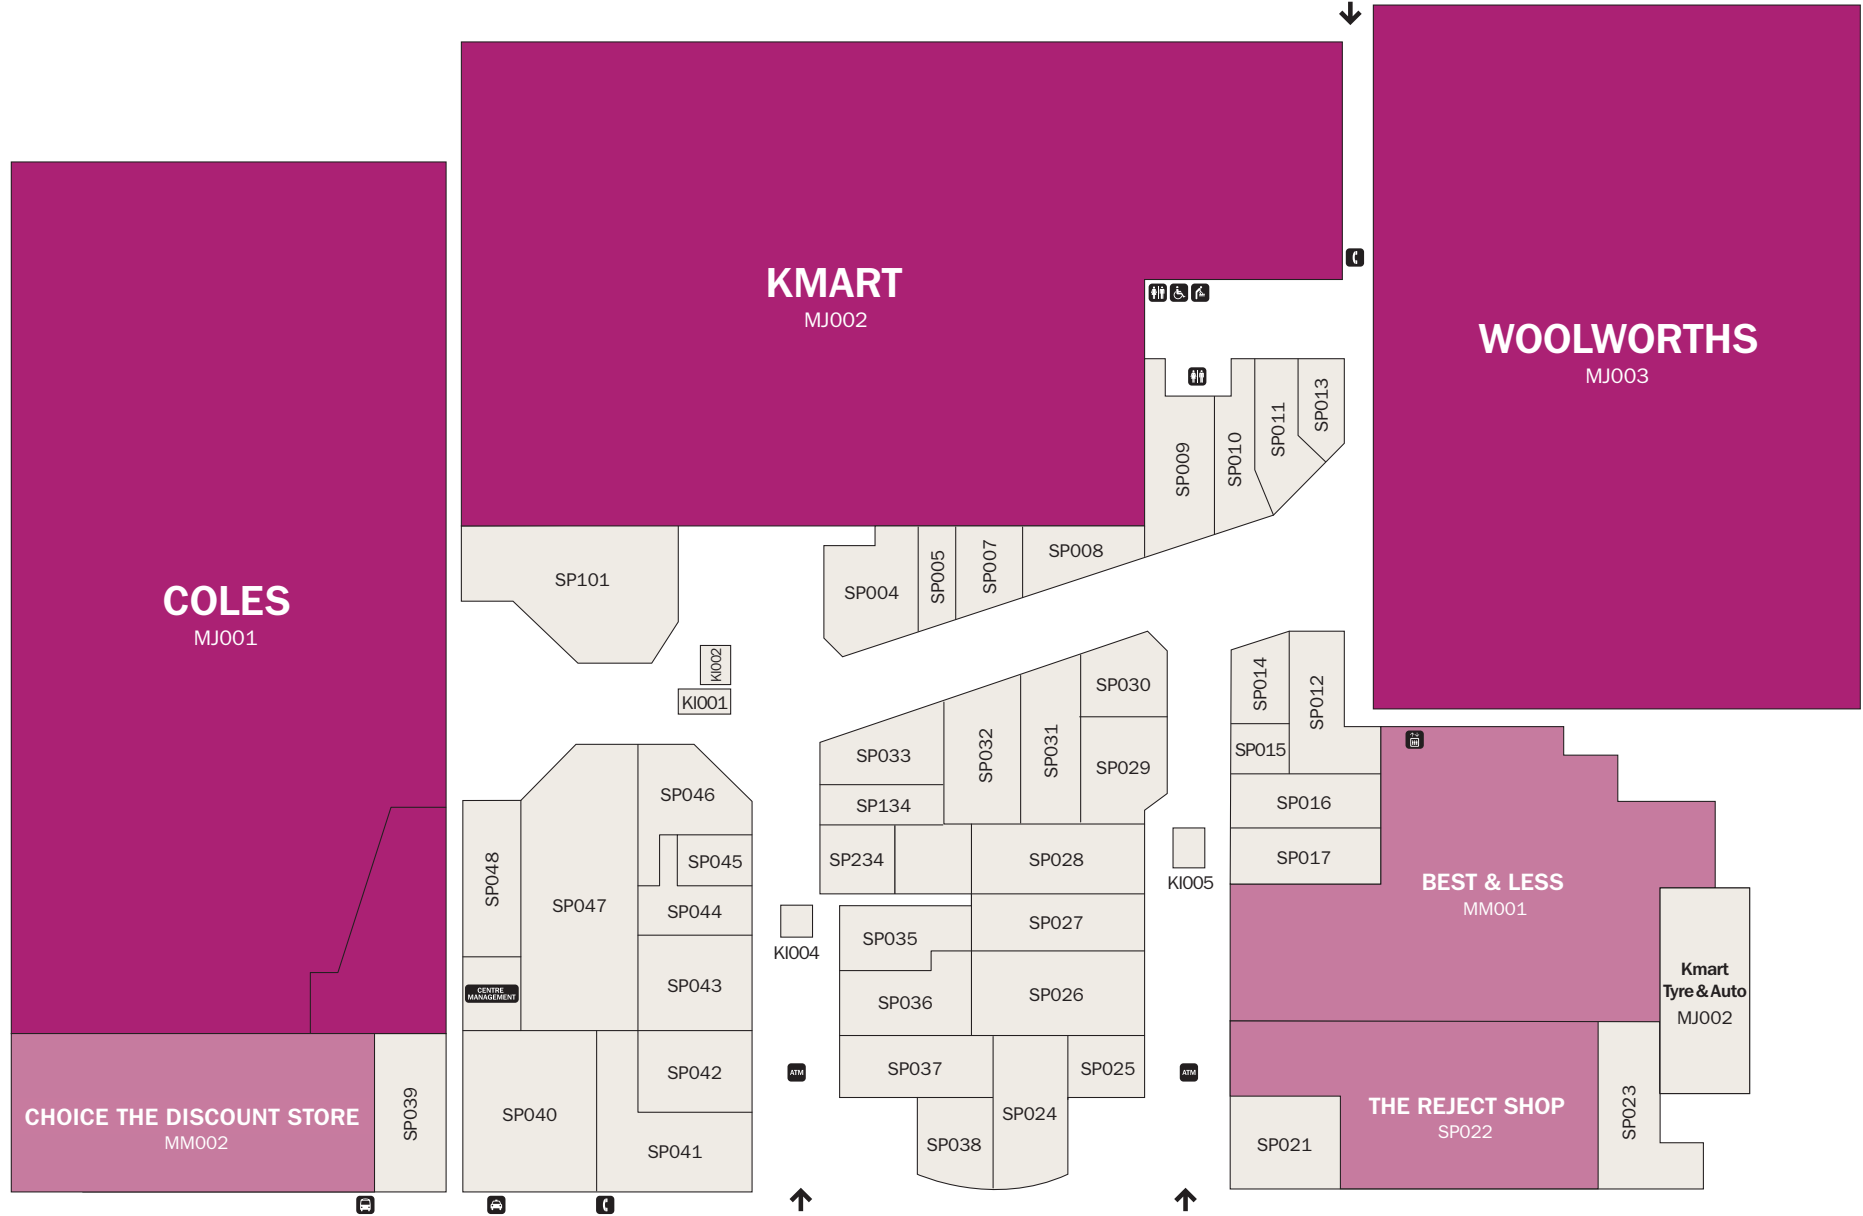 KMART
MJ002
WOOLWORTHS
MJ003
COLES
MJ001
SP009
SP010
SP011
SP013
SP101
SP004
SP005
SP007
SP008
KI002
KI001
SP014
SP012
SP015
SP016
SP017
SP033
SP032
SP031
SP030
SP029
SP134
SP234
SP028
KI005
SP046
SP045
SP048
SP047
SP044
SP043
CENTRE
MANAGEMENT
KI004
SP035
SP027
SP036
SP026
BEST & LESS
MM001
Kmart
Tyre & Auto
MJ002
CHOICE THE DISCOUNT STORE
MM002
SP039
SP040
SP042
SP041
ATM
SP037
SP025
SP024
SP038
ATM
THE REJECT SHOP
SP022
SP021
SP023